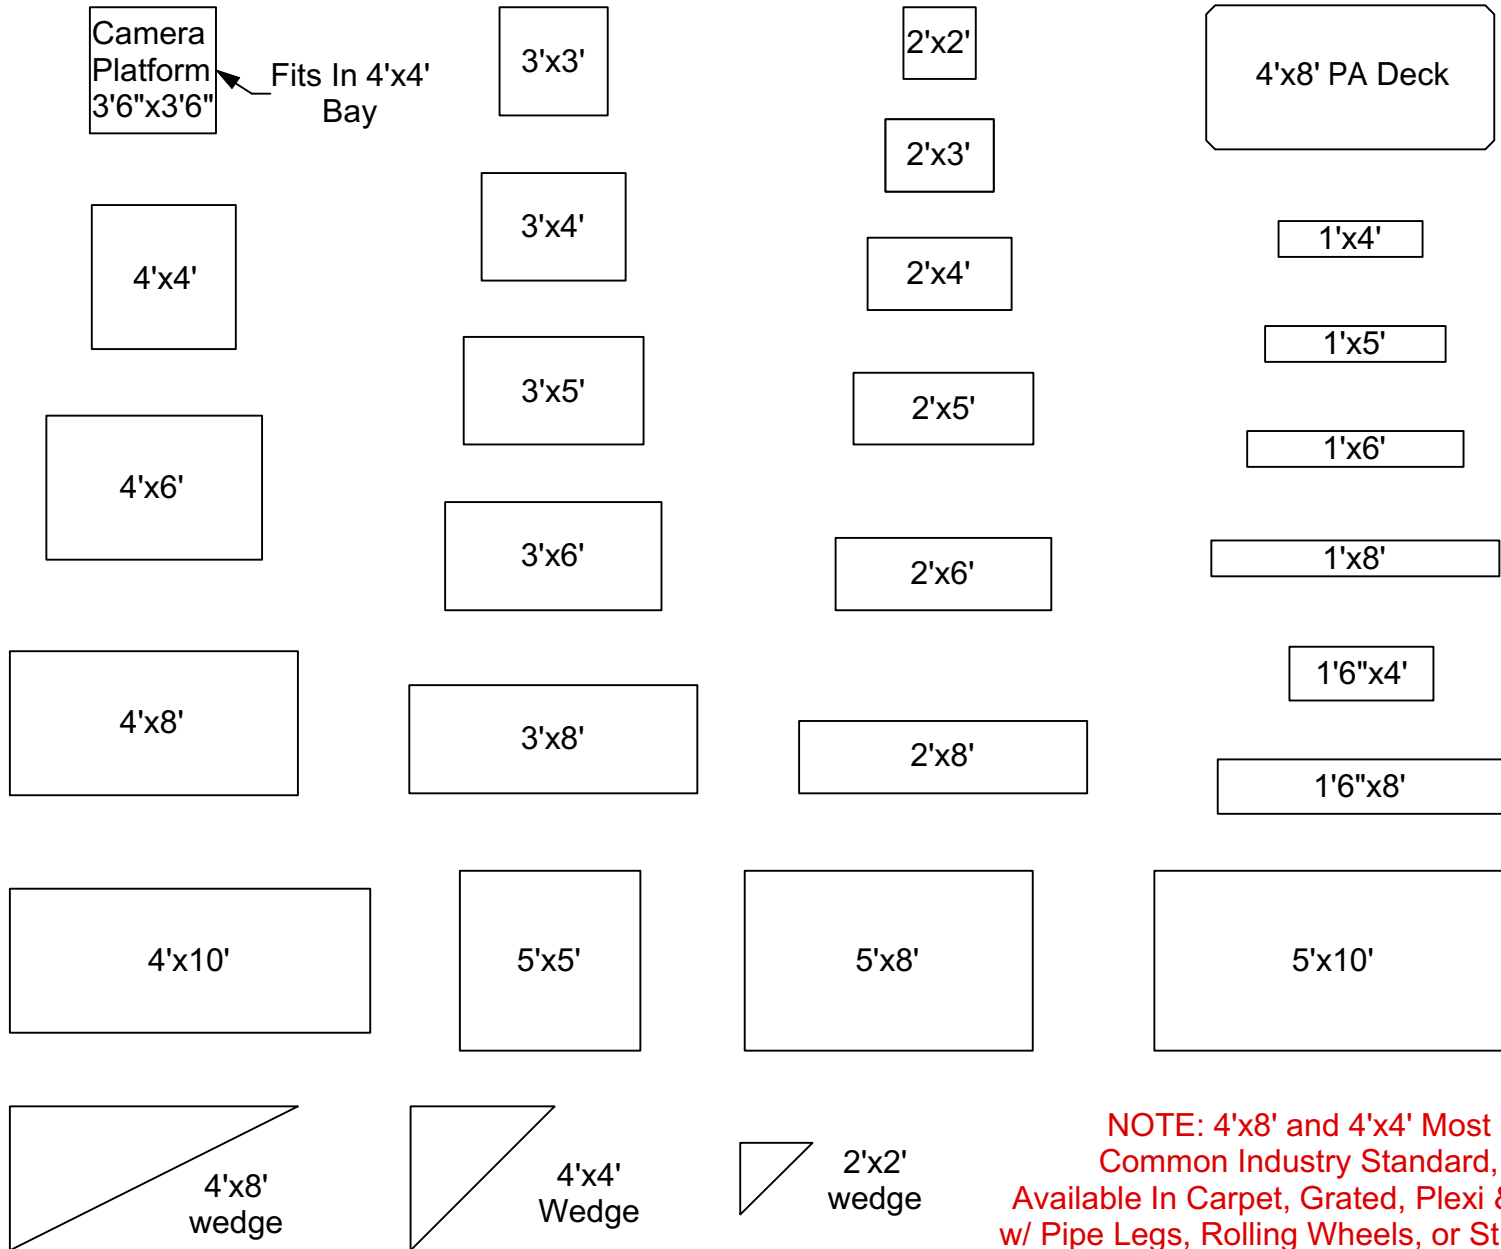 Camera
Platform
3'6"x3'6"
Fits In 4'x4'
Bay
3'x3'
2'x2'
4'x8' PA Deck
2'x3'
3'x4'
1'x4'
4'x4'
2'x4'
1'x5'
3'x5'
2'x5'
1'x6'
4'x6'
3'x6'
2'x6'
1'x8'
1'6"x4'
4'x8'
3'x8'
2'x8'
1'6"x8'
4'x10'
5'x5'
5'x8'
5'x10'
4'x8'
wedge
4'x4'
Wedge
2'x2'
wedge
NOTE: 4'x8' and 4'x4' Most
Common Industry Standard,
Available In Carpet, Grated, Plexi &
w/ Pipe Legs, Rolling Wheels, or